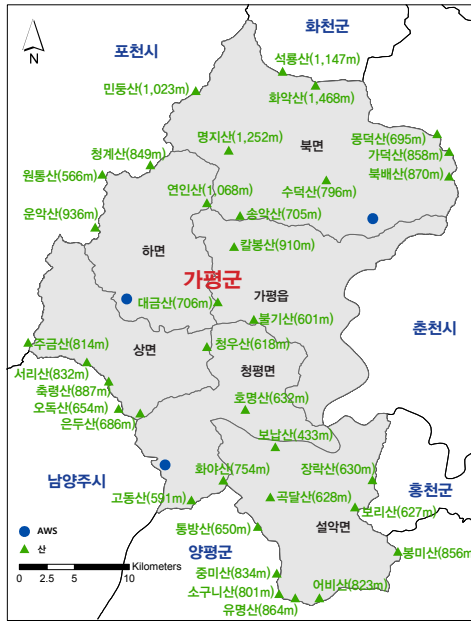 화천군
포천시
N
석룡산(1,147m)
민둥산(1,023m)
화악산(1,468m)
명지산(1,252m)
몽덕산(695m)
북면
가덕산(858m)
청계산(849m)
북배산(870m)
원통산(566m)
수덕산(796m)
연인산(1,068m)
운악산(936m)
송악산(705m)
하면
칼봉산(910m)
가평군
대금산(706m)
가평읍
불기산(601m)
춘천시
주금산(814m)
상면
청우산(618m)
서리산(832m)
청평면
축령산(887m)
오독산(654m)
호명산(632m)
은두산(686m)
보납산(433m)
남양주시
화야산(754m)
장락산(630m)
홍천군
고동산(591m)
곡달산(628m)
보리산(627m)
통방산(650m)
설악면
AWS
산
양평군
봉미산(856m)
10 Kilometers
중미산(834m)
어비산(823m)
0 2.5 5
소구니산(801m)
유명산(864m)